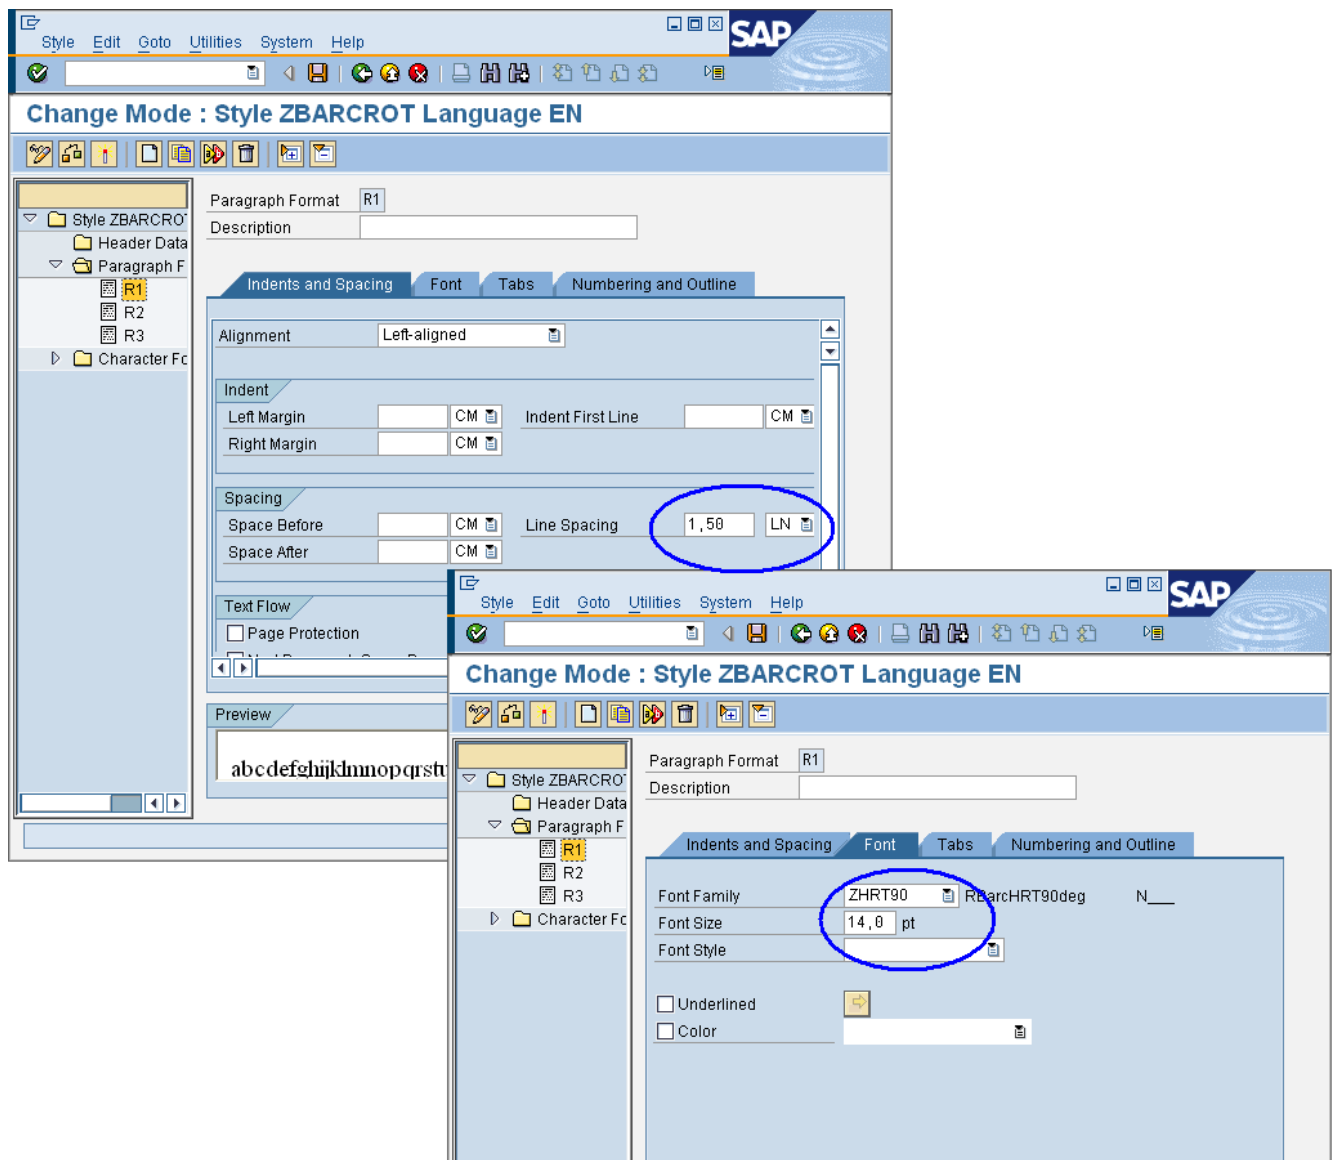 Style Edit Goto Utilities System Help
SAP
Change Mode : Style ZBARCROT Language EN
Paragraph Format R1
Description
Style ZBARCRO
Header Data
Paragraph F
R1
R2
R3
Character Fc
Indents and Spacing Font Tabs Numbering and Outline
Alignment Left-aligned
Indent
Left Margin CM Indent First Line CM
Right Margin CM
Spacing
Space Before CM Line Spacing 1,50 LN
Space After CM
Text Flow
Page Protection
Preview
abcdefghijklmnopqrstu
Style Edit Goto Utilities System Help
SAP
Change Mode : Style ZBARCROT Language EN
Paragraph Format R1
Description
Style ZBARCRO
Header Data
Paragraph F
R1
R2
R3
Character Fc
Indents and Spacing Font Tabs Numbering and Outline
Font Family ZHRT90 RBarcHRT90deg N___
Font Size 14,0 pt
Font Style
Underlined
Color